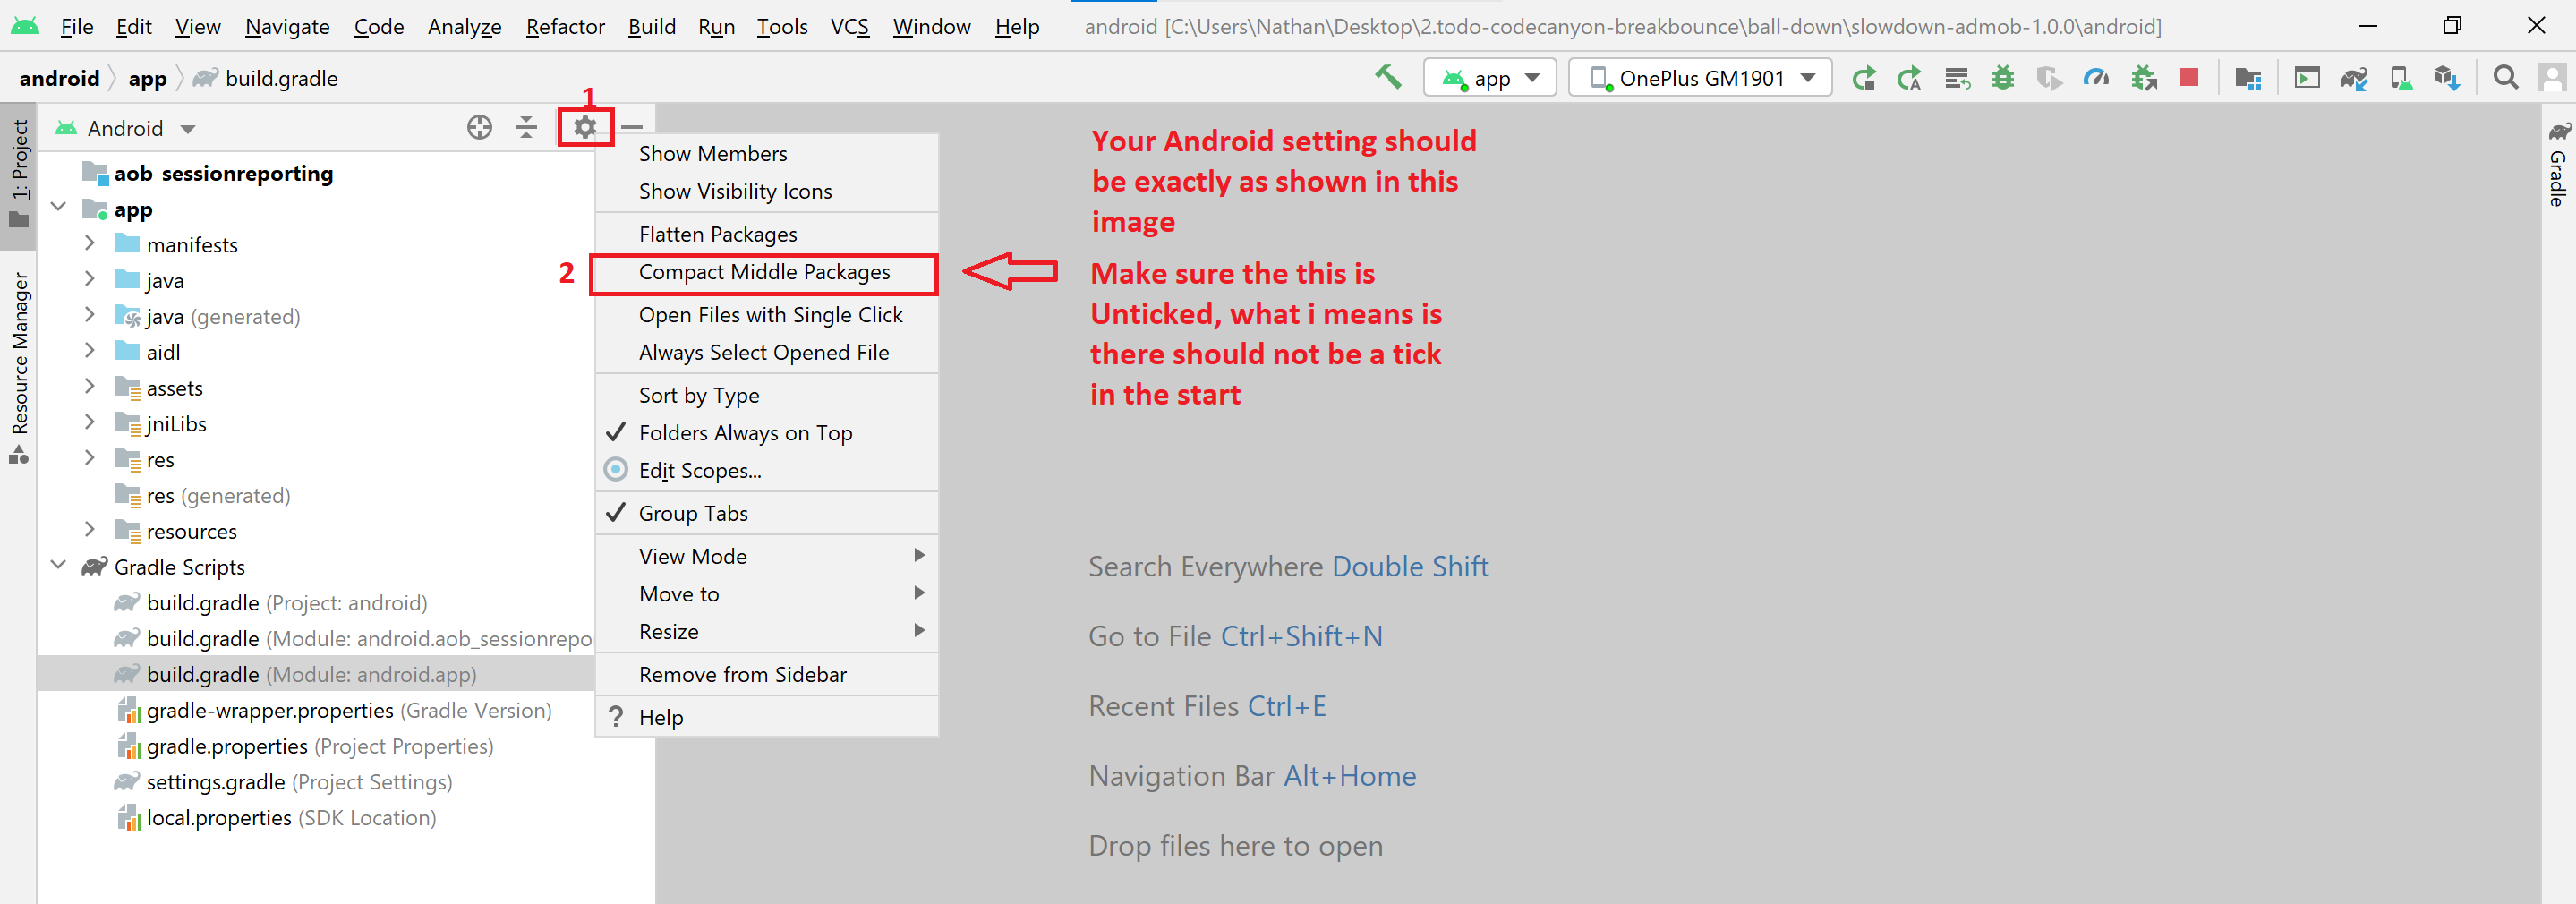 File Edit View Navigate Code Analyze Refactor Build Run Tools VCS Window Help android [C:\Users\Nathan\Desktop\2.todo-codecanyon-breakbounce\ball-down\slowdown-admob-1.0.0\android]
android app build.gradle app OnePlus GM1901
1
Android
1: Project
Resource Manager
Gradle
aob_sessionreporting
app
manifests
java
java (generated)
aidl
assets
jniLibs
res
res (generated)
resources
Gradle Scripts
build.gradle (Project: android)
build.gradle (Module: android.aob_sessionrepo
build.gradle (Module: android.app)
gradle-wrapper.properties (Gradle Version)
gradle.properties (Project Properties)
settings.gradle (Project Settings)
local.properties (SDK Location)
Show Members
Show Visibility Icons
Flatten Packages
2
Compact Middle Packages
Open Files with Single Click
Always Select Opened File
Sort by Type
Folders Always on Top
Edit Scopes...
Group Tabs
View Mode
Move to
Resize
Remove from Sidebar
? Help
Your Android setting should
be exactly as shown in this
image
Make sure the this is
Unticked, what i means is
there should not be a tick
in the start
Search Everywhere Double Shift
Go to File Ctrl+Shift+N
Recent Files Ctrl+E
Navigation Bar Alt+Home
Drop files here to open